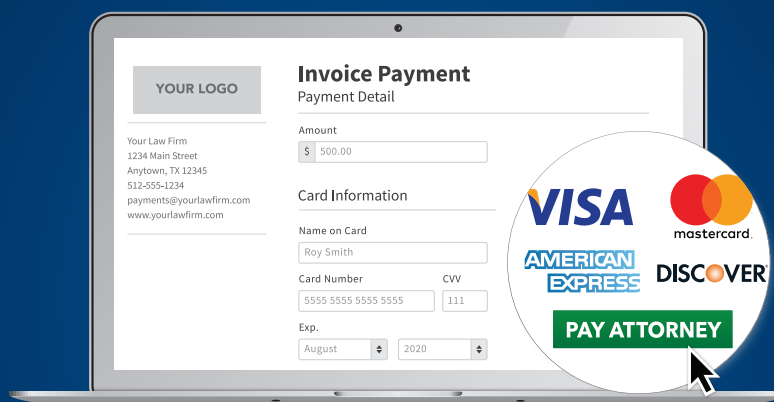 YOUR LOGO
Your Law Firm
1234 Main Street
Anytown, TX 12345
512-555-1234
payments@yourlawfirm.com
www.yourlawfirm.com
Invoice Payment
Payment Detail
Amount
$ 500.00
Card Information
Name on Card
Roy Smith
Card Number CVV
5555 5555 5555 5555 111
Exp.
August 2020
VISA
mastercard.
AMERICAN
EXPRESS
DISCOVER
PAY ATTORNEY